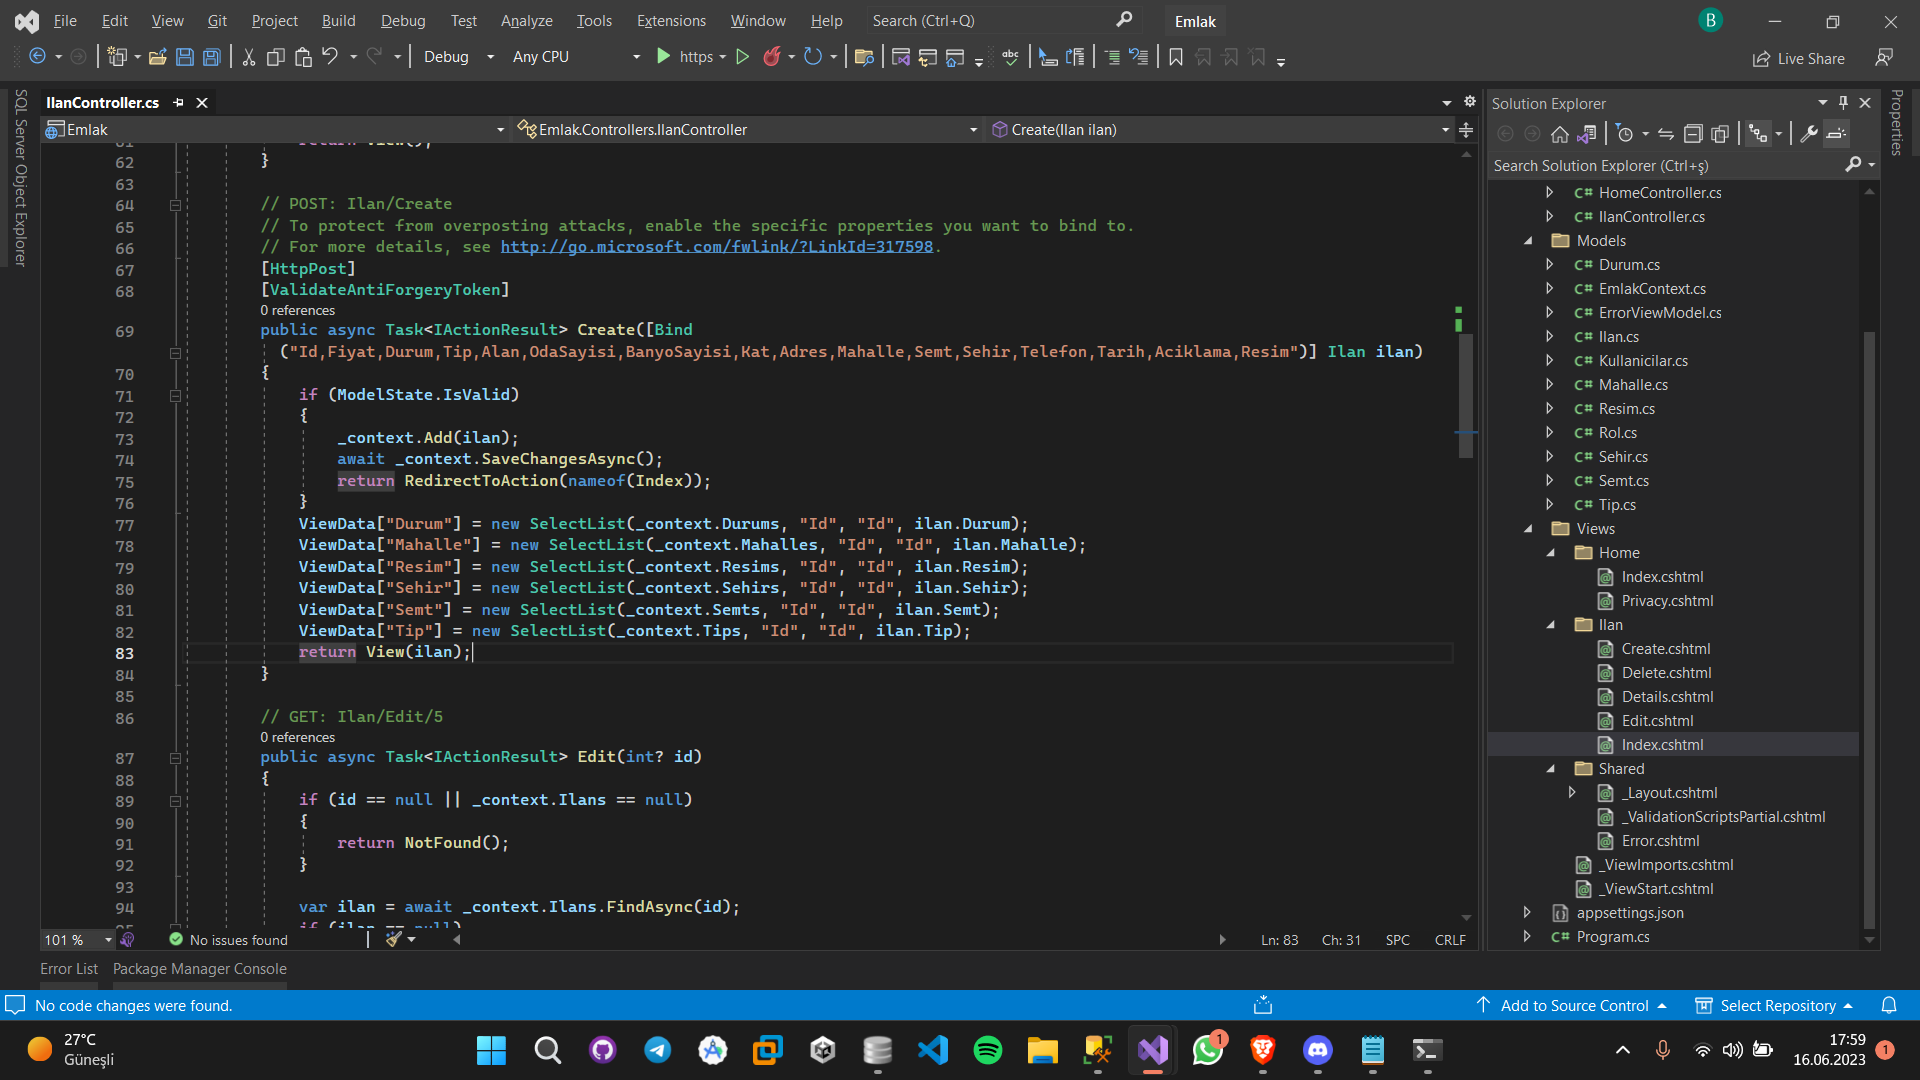 File Edit View Git Project Build Debug Test Analyze Tools Extensions Window Help Search (Ctrl+Q) Emlak B
Debug Any CPU https abc Live Share
SQL Server Object Explorer
IlanController.cs
Emlak Emlak.Controllers.IlanController Create(Ilan ilan)
61 return View();
62 }
63
64 // POST: Ilan/Create
65 // To protect from overposting attacks, enable the specific properties you want to bind to.
66 // For more details, see http://go.microsoft.com/fwlink/?LinkId=317598.
67 [HttpPost]
68 [ValidateAntiForgeryToken]
0 references
69 public async Task<IActionResult> Create([Bind
("Id,Fiyat,Durum,Tip,Alan,OdaSayisi,BanyoSayisi,Kat,Adres,Mahalle,Semt,Sehir,Telefon,Tarih,Aciklama,Resim")] Ilan ilan)
70 {
71 if (ModelState.IsValid)
72 {
73 _context.Add(ilan);
74 await _context.SaveChangesAsync();
75 return RedirectToAction(nameof(Index));
76 }
77 ViewData["Durum"] = new SelectList(_context.Durums, "Id", "Id", ilan.Durum);
78 ViewData["Mahalle"] = new SelectList(_context.Mahalles, "Id", "Id", ilan.Mahalle);
79 ViewData["Resim"] = new SelectList(_context.Resims, "Id", "Id", ilan.Resim);
80 ViewData["Sehir"] = new SelectList(_context.Sehirs, "Id", "Id", ilan.Sehir);
81 ViewData["Semt"] = new SelectList(_context.Semts, "Id", "Id", ilan.Semt);
82 ViewData["Tip"] = new SelectList(_context.Tips, "Id", "Id", ilan.Tip);
83 return View(ilan);
84 }
85
86 // GET: Ilan/Edit/5
0 references
87 public async Task<IActionResult> Edit(int? id)
88 {
89 if (id == null || _context.Ilans == null)
90 {
91 return NotFound();
92 }
93
94 var ilan = await _context.Ilans.FindAsync(id);
95 if (ilan == null)
101 % No issues found Ln: 83 Ch: 31 SPC CRLF
Solution Explorer
Search Solution Explorer (Ctrl+ş)
C# HomeController.cs
C# IlanController.cs
Models
C# Durum.cs
C# EmlakContext.cs
C# ErrorViewModel.cs
C# Ilan.cs
C# Kullanicilar.cs
C# Mahalle.cs
C# Resim.cs
C# Rol.cs
C# Sehir.cs
C# Semt.cs
C# Tip.cs
Views
Home
Index.cshtml
Privacy.cshtml
Ilan
Create.cshtml
Delete.cshtml
Details.cshtml
Edit.cshtml
Index.cshtml
Shared
_Layout.cshtml
_ValidationScriptsPartial.cshtml
Error.cshtml
_ViewImports.cshtml
_ViewStart.cshtml
appsettings.json
C# Program.cs
Properties
Error List Package Manager Console
No code changes were found. Add to Source Control Select Repository
27°C
Güneşli
1
17:59
16.06.2023
1